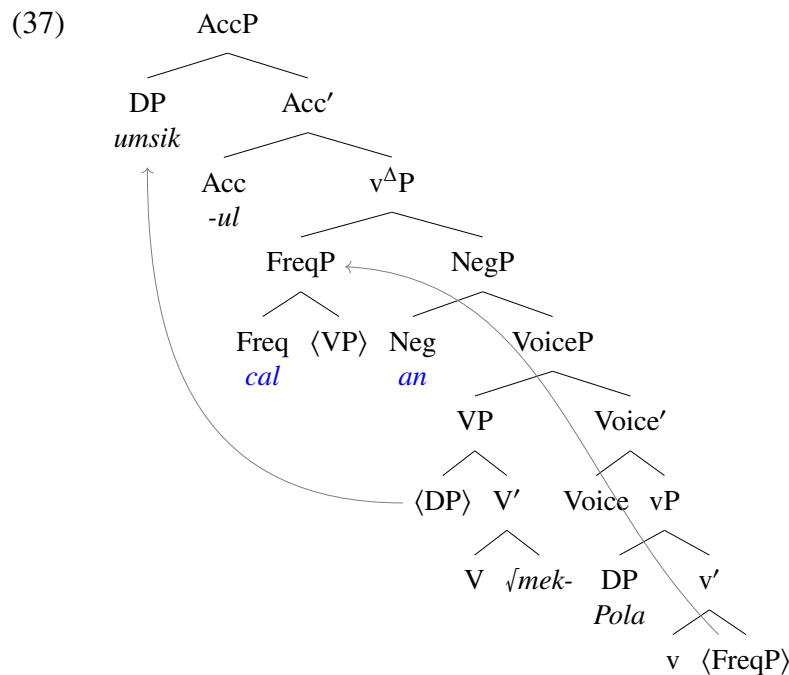 (37) AccP
DP Acc′
umsik
Acc v^ΔP
-ul
FreqP NegP
Freq ⟨VP⟩ Neg VoiceP
cal an
VP Voice′
⟨DP⟩ V′ Voice vP
V √mek- DP v′
Pola
v ⟨FreqP⟩